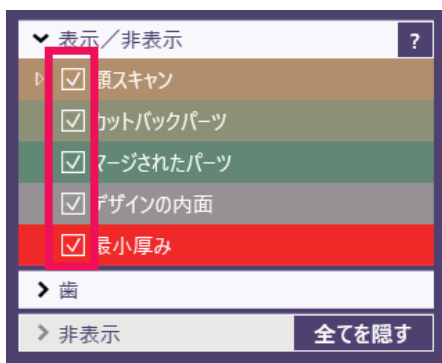 表示／非表示 ?
顎スキャン
カットバックパーツ
マージされたパーツ
デザインの内面
最小厚み
歯
非表示 全てを隠す